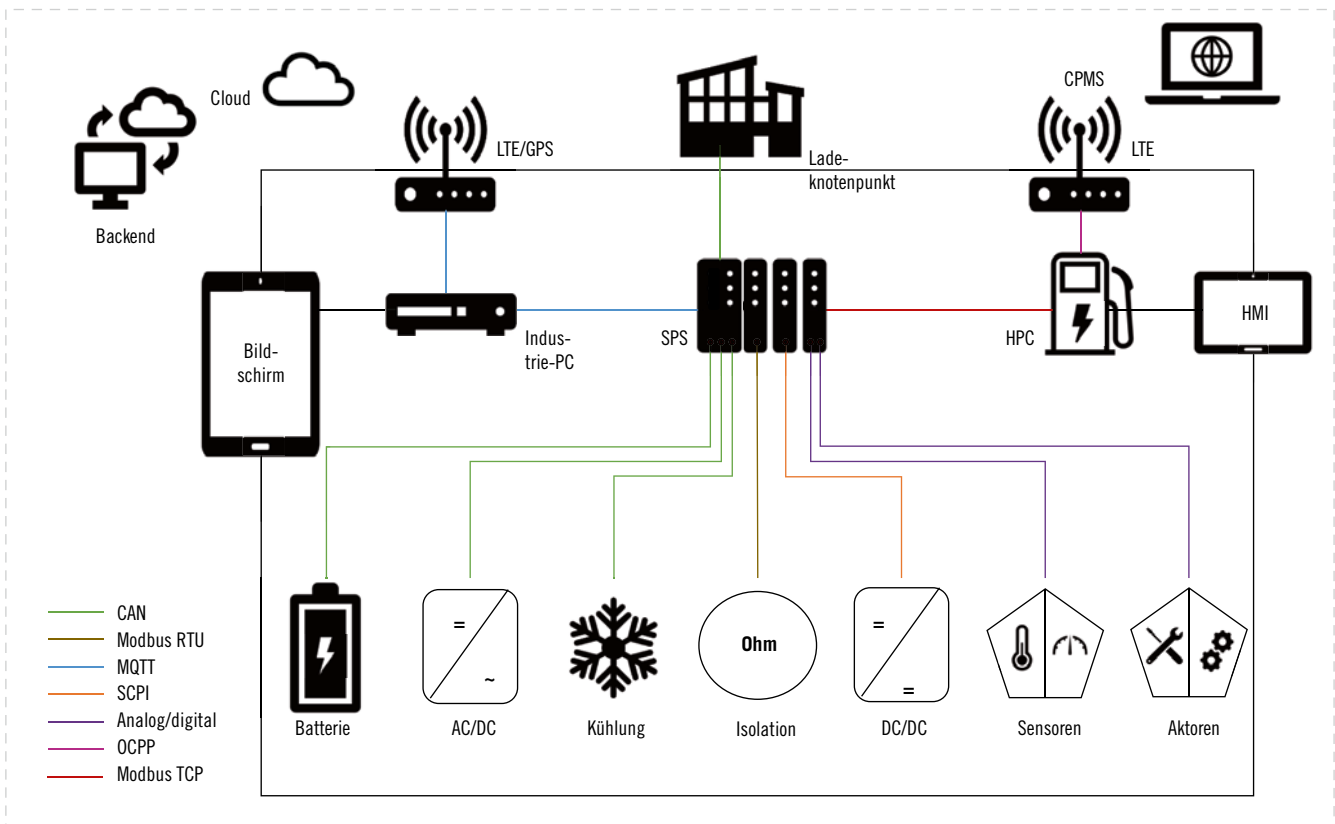 Cloud
CPMS
LTE/GPS
LTE
Lade-
knotenpunkt
Backend
Bild-
schirm
Indus-
trie-PC
SPS
HPC
HMI
CAN
Modbus RTU
MQTT
SCPI
Analog/digital
OCPP
Modbus TCP
=
~
Ohm
=
=
Batterie
AC/DC
Kühlung
Isolation
DC/DC
Sensoren
Aktoren